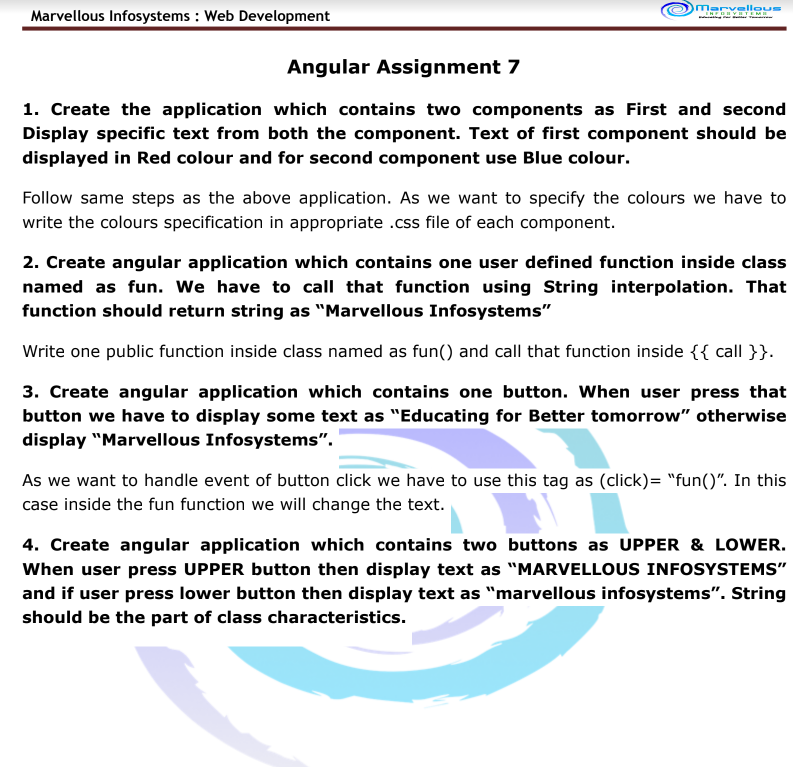 Marvellous Infosystems : Web Development
Marvellous
INFOSYSTEMS
Educating for Better Tomorrow
Angular Assignment 7
1. Create the application which contains two components as First and second
Display specific text from both the component. Text of first component should be
displayed in Red colour and for second component use Blue colour.
Follow same steps as the above application. As we want to specify the colours we have to
write the colours specification in appropriate .css file of each component.
2. Create angular application which contains one user defined function inside class
named as fun. We have to call that function using String interpolation. That
function should return string as “Marvellous Infosystems”
Write one public function inside class named as fun() and call that function inside {{ call }}.
3. Create angular application which contains one button. When user press that
button we have to display some text as “Educating for Better tomorrow” otherwise
display “Marvellous Infosystems”.
As we want to handle event of button click we have to use this tag as (click)= “fun()”. In this
case inside the fun function we will change the text.
4. Create angular application which contains two buttons as UPPER & LOWER.
When user press UPPER button then display text as “MARVELLOUS INFOSYSTEMS”
and if user press lower button then display text as “marvellous infosystems”. String
should be the part of class characteristics.